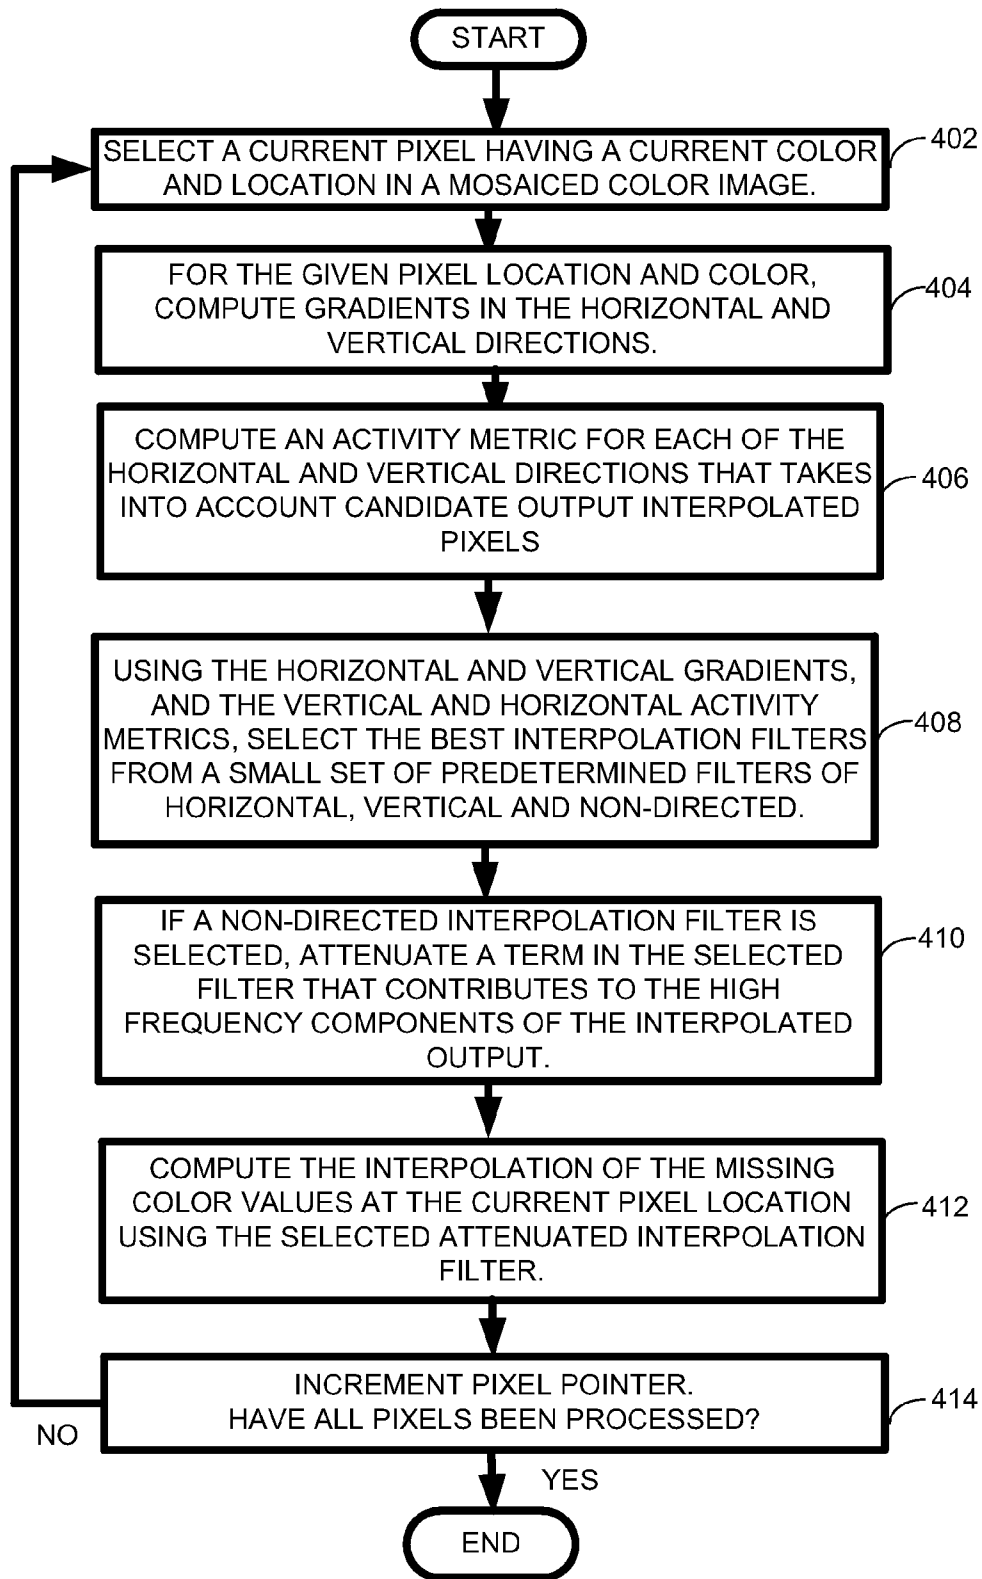 START
SELECT A CURRENT PIXEL HAVING A CURRENT COLOR
AND LOCATION IN A MOSAICED COLOR IMAGE.
402
FOR THE GIVEN PIXEL LOCATION AND COLOR,
COMPUTE GRADIENTS IN THE HORIZONTAL AND
VERTICAL DIRECTIONS.
404
COMPUTE AN ACTIVITY METRIC FOR EACH OF THE
HORIZONTAL AND VERTICAL DIRECTIONS THAT TAKES
INTO ACCOUNT CANDIDATE OUTPUT INTERPOLATED
PIXELS
406
USING THE HORIZONTAL AND VERTICAL GRADIENTS,
AND THE VERTICAL AND HORIZONTAL ACTIVITY
METRICS, SELECT THE BEST INTERPOLATION FILTERS
FROM A SMALL SET OF PREDETERMINED FILTERS OF
HORIZONTAL, VERTICAL AND NON-DIRECTED.
408
IF A NON-DIRECTED INTERPOLATION FILTER IS
SELECTED, ATTENUATE A TERM IN THE SELECTED
FILTER THAT CONTRIBUTES TO THE HIGH
FREQUENCY COMPONENTS OF THE INTERPOLATED
OUTPUT.
410
COMPUTE THE INTERPOLATION OF THE MISSING
COLOR VALUES AT THE CURRENT PIXEL LOCATION
USING THE SELECTED ATTENUATED INTERPOLATION
FILTER.
412
INCREMENT PIXEL POINTER.
HAVE ALL PIXELS BEEN PROCESSED?
414
NO
YES
END